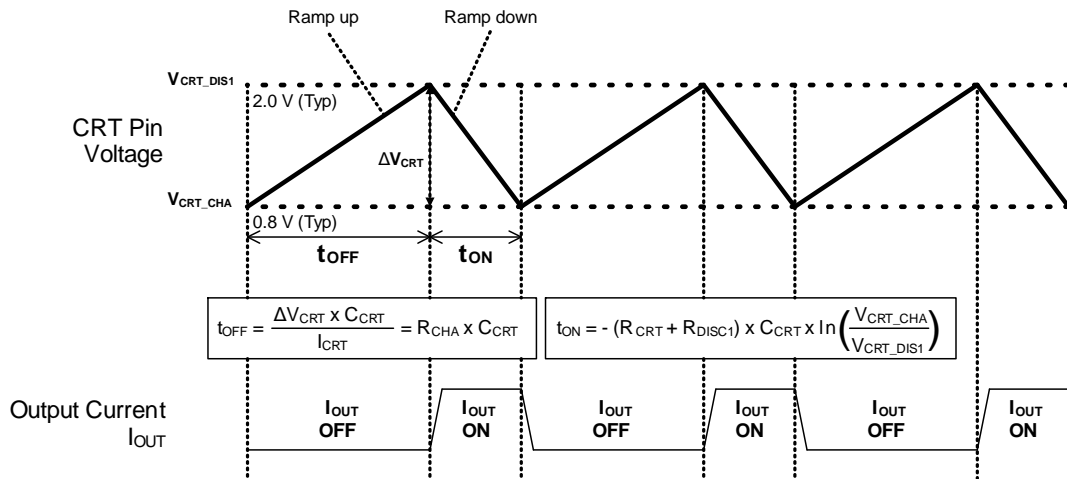 Ramp up
Ramp down
VCRT_DIS1
2.0 V (Typ)
CRT Pin
Voltage
ΔVCRT
VCRT_CHA
0.8 V (Typ)
tOFF
tON
tOFF = ΔVCRT x CCRT / ICRT = RCHA x CCRT
tON = - (RCRT + RDISC1) x CCRT x ln(VCRT_CHA / VCRT_DIS1)
Output Current
IOUT
IOUT
OFF
IOUT
ON
IOUT
OFF
IOUT
ON
IOUT
OFF
IOUT
ON